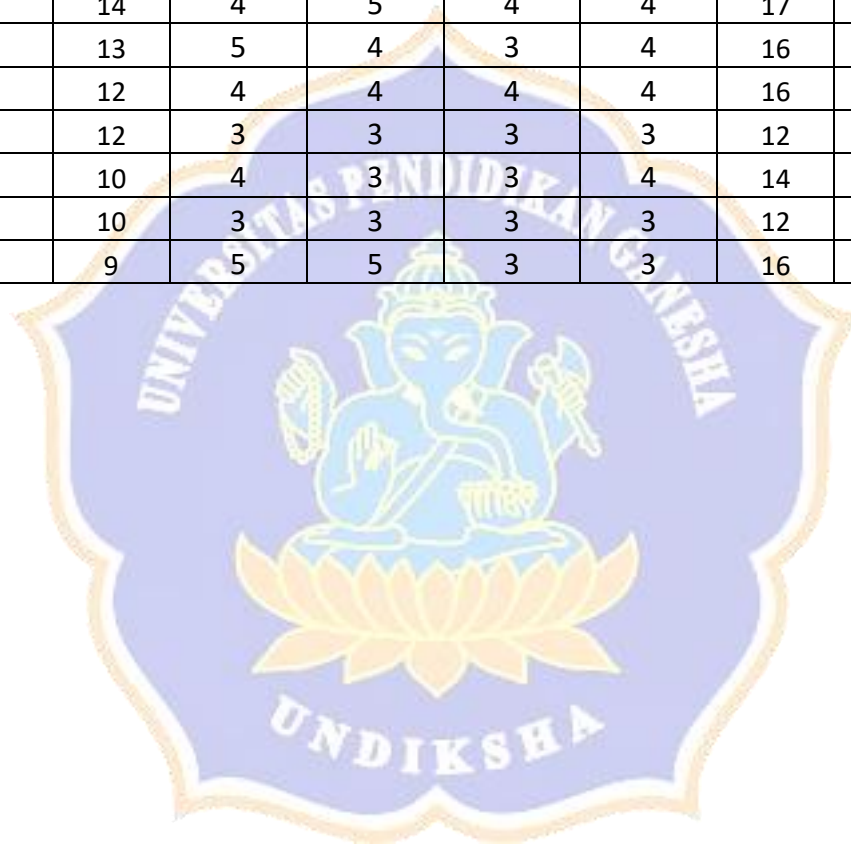 14 4 5 4 4 17
13 5 4 3 4 16
12 4 4 4 4 16
12 3 3 3 3 12
10 4 3 3 4 14
10 3 3 3 3 12
9 5 5 3 3 16
UNIVERSITAS PENDIDIKAN GANESHA
UNDIKSHA